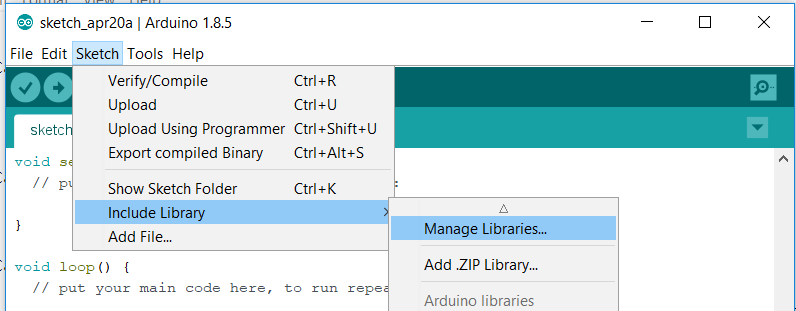 sketch_apr20a | Arduino 1.8.5
File Edit Sketch Tools Help
Verify/Compile Ctrl+R
Upload Ctrl+U
Upload Using Programmer Ctrl+Shift+U
Export compiled Binary Ctrl+Alt+S
sketch
void se
// pu :
Show Sketch Folder Ctrl+K
Include Library
Manage Libraries...
}
Add File...
Add .ZIP Library...
void loop() {
// put your main code here, to run repea
Arduino libraries